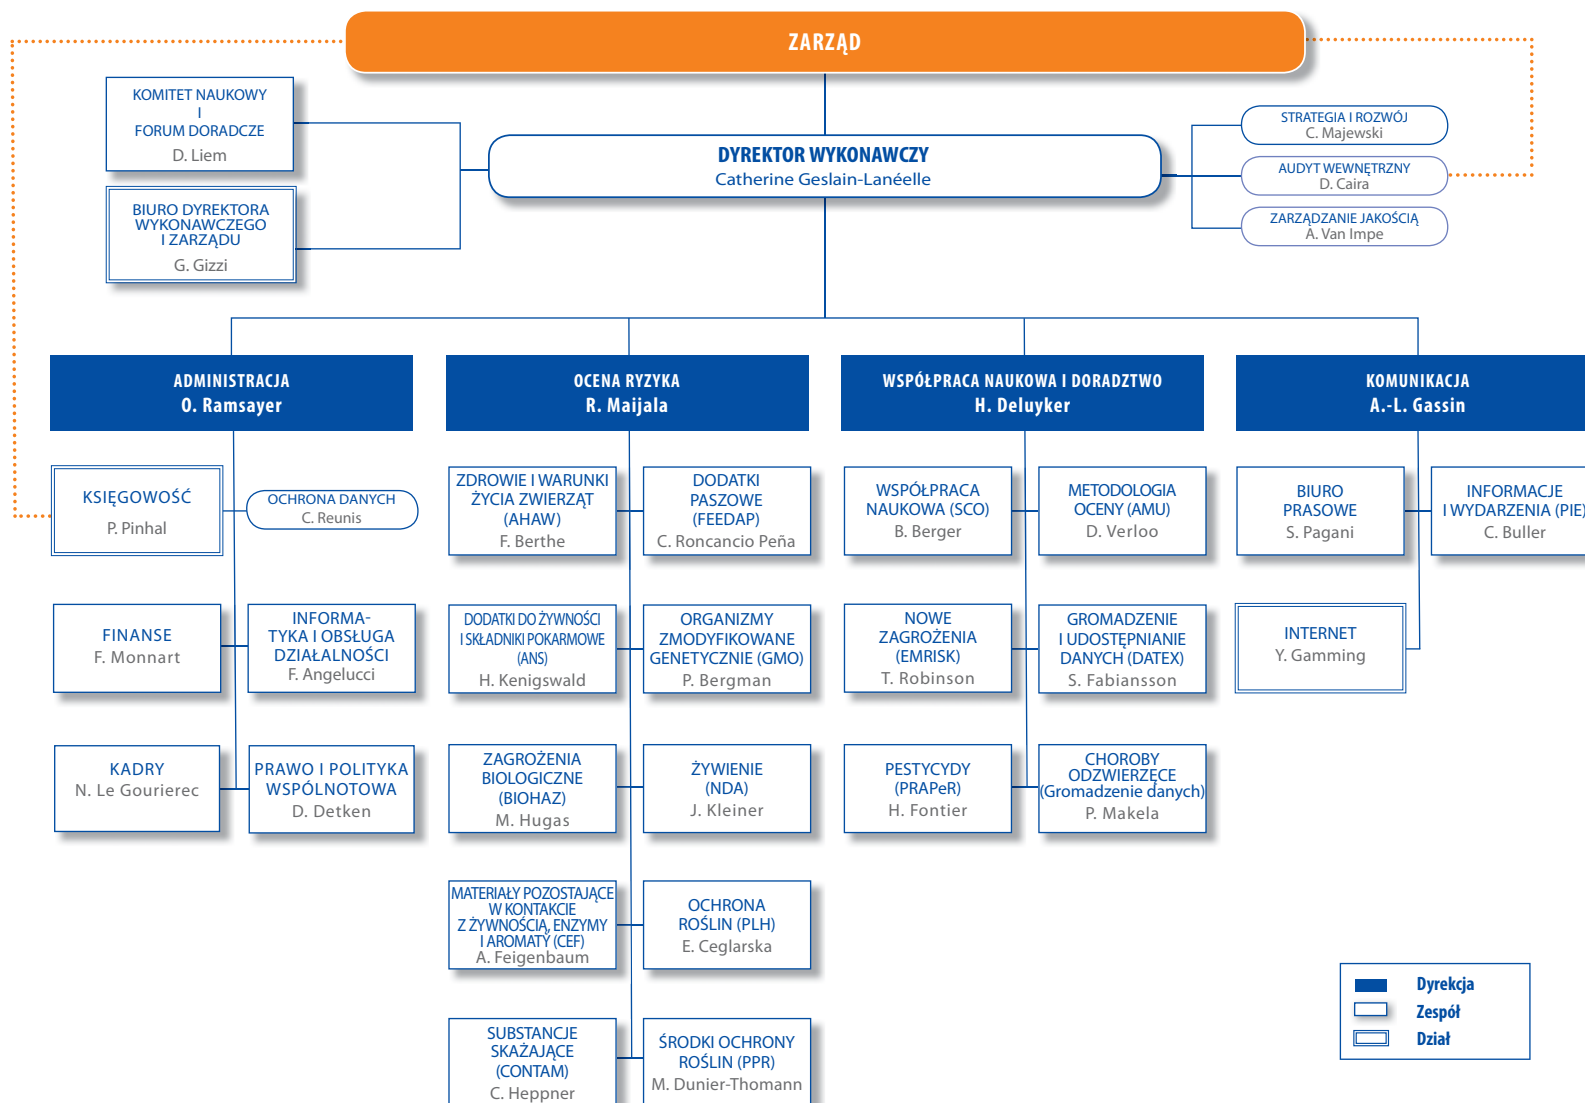 ZARZĄD
KOMITET NAUKOWY
I
FORUM DORADCZE
D. Liem
BIURO DYREKTORA
WYKONAWCZEGO
I ZARZĄDU
G. Gizzi
DYREKTOR WYKONAWCZY
Catherine Geslain-Lanéelle
STRATEGIA I ROZWÓJ
C. Majewski
AUDYT WEWNĘTRZNY
D. Caira
ZARZĄDZANIE JAKOŚCIĄ
A. Van Impe
ADMINISTRACJA
O. Ramsayer
OCENA RYZYKA
R. Maijala
WSPÓŁPRACA NAUKOWA I DORADZTWO
H. Deluyker
KOMUNIKACJA
A.-L. Gassin
KSIĘGOWOŚĆ
P. Pinhal
OCHRONA DANYCH
C. Reunis
FINANSE
F. Monnart
INFORMA-
TYKA I OBSŁUGA
DZIAŁALNOŚCI
F. Angelucci
KADRY
N. Le Gourierec
PRAWO I POLITYKA
WSPÓLNOTOWA
D. Detken
ZDROWIE I WARUNKI
ŻYCIA ZWIERZĄT
(AHAW)
F. Berthe
DODATKI
PASZOWE
(FEEDAP)
C. Roncancio Peña
DODATKI DO ŻYWNOŚCI
I SKŁADNIKI POKARMOWE
(ANS)
H. Kenigswald
ORGANIZMY
ZMODYFIKOWANE
GENETYCZNIE (GMO)
P. Bergman
ZAGROŻENIA
BIOLOGICZNE
(BIOHAZ)
M. Hugas
ŻYWIENIE
(NDA)
J. Kleiner
MATERIAŁY POZOSTAJĄCE
W KONTAKCIE
Z ŻYWNOŚCIĄ, ENZYMY
I AROMATY (CEF)
A. Feigenbaum
OCHRONA
ROŚLIN (PLH)
E. Ceglarska
SUBSTANCJE
SKAŻAJĄCE
(CONTAM)
C. Heppner
ŚRODKI OCHRONY
ROŚLIN (PPR)
M. Dunier-Thomann
WSPÓŁPRACA
NAUKOWA (SCO)
B. Berger
METODOLOGIA
OCENY (AMU)
D. Verloo
NOWE
ZAGROŻENIA
(EMRISK)
T. Robinson
GROMADZENIE
I UDOSTĘPNIANIE
DANYCH (DATEX)
S. Fabiansson
PESTYCYDY
(PRAPeR)
H. Fontier
CHOROBY
ODZWIERZĘCE
(Gromadzenie danych)
P. Makela
BIURO
PRASOWE
S. Pagani
INFORMACJE
I WYDARZENIA (PIE)
C. Buller
INTERNET
Y. Gamming
Dyrekcja
Zespół
Dział